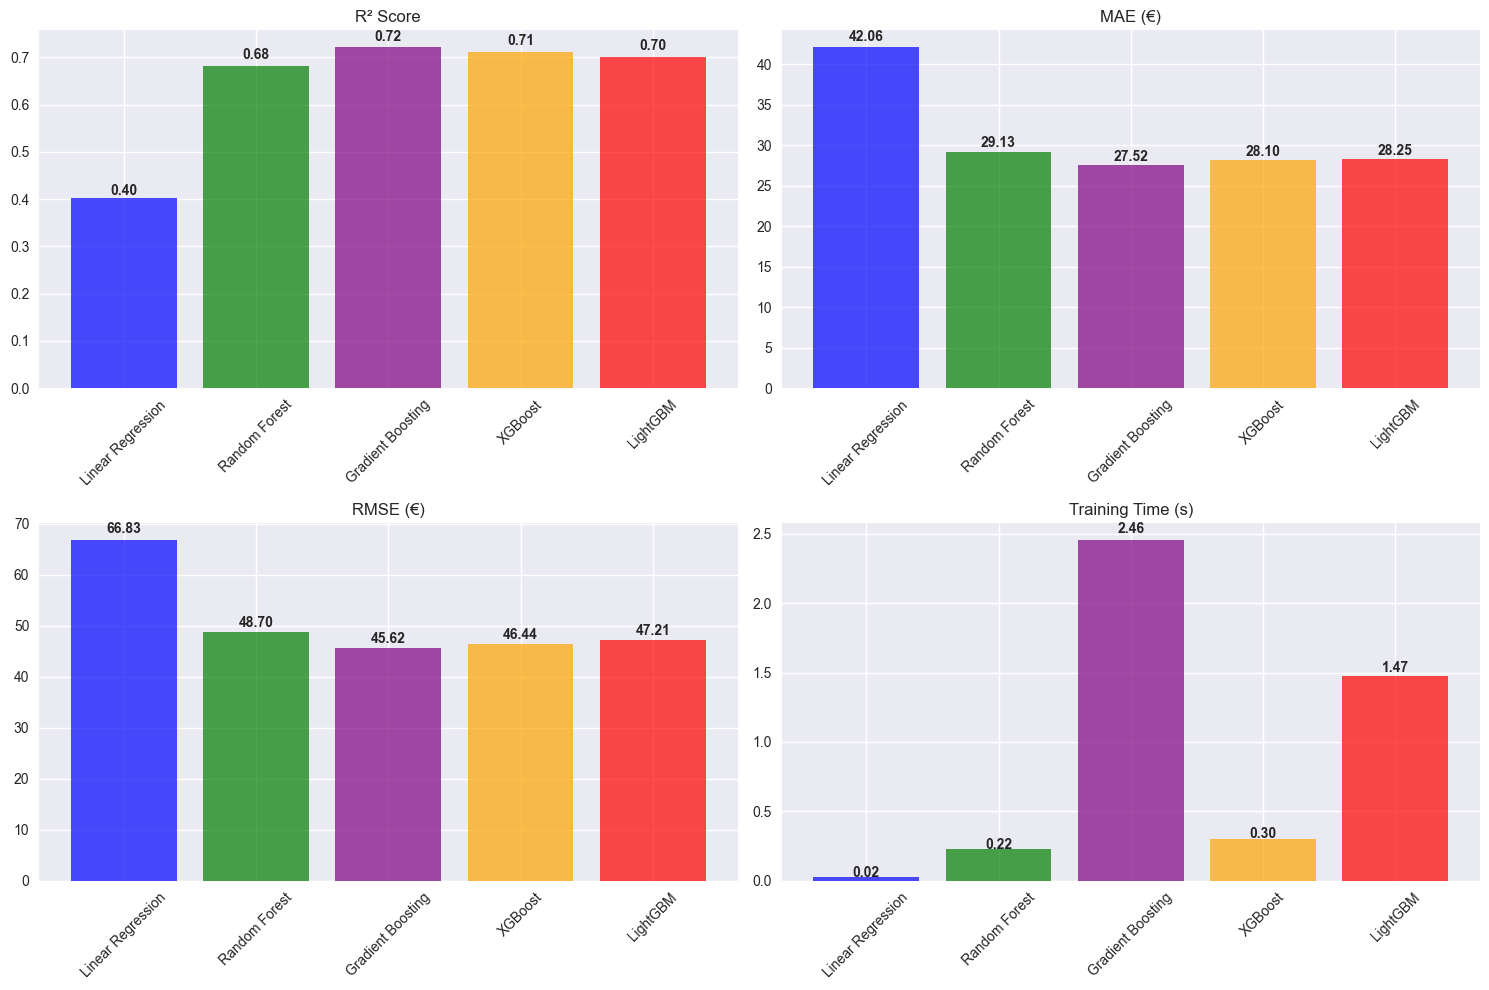 R² Score
0.7
0.6
0.5
0.4
0.3
0.2
0.1
0.0
0.40
0.68
0.72
0.71
0.70
Linear Regression
Random Forest
Gradient Boosting
XGBoost
LightGBM
MAE (€)
40
35
30
25
20
15
10
5
0
42.06
29.13
27.52
28.10
28.25
Linear Regression
Random Forest
Gradient Boosting
XGBoost
LightGBM
RMSE (€)
70
60
50
40
30
20
10
0
66.83
48.70
45.62
46.44
47.21
Linear Regression
Random Forest
Gradient Boosting
XGBoost
LightGBM
Training Time (s)
2.5
2.0
1.5
1.0
0.5
0.0
0.02
0.22
2.46
0.30
1.47
Linear Regression
Random Forest
Gradient Boosting
XGBoost
LightGBM